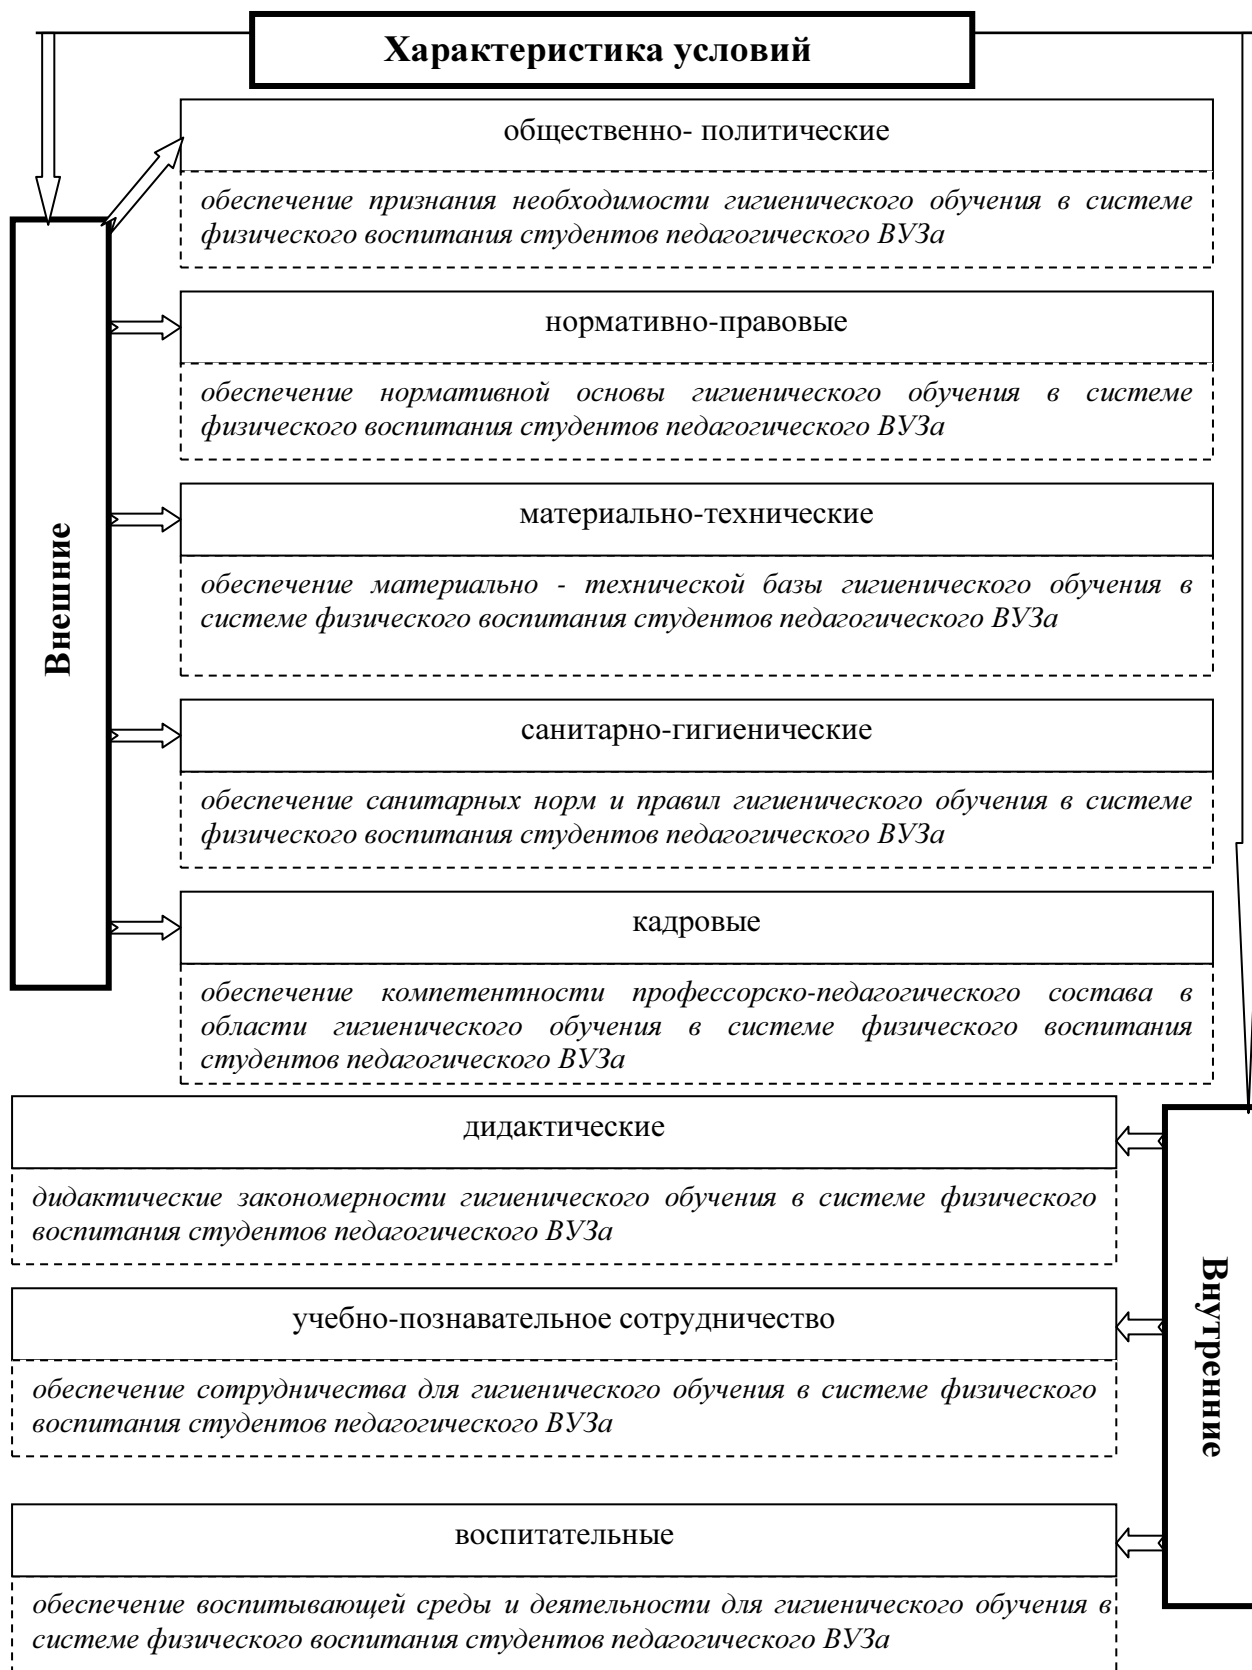 Характеристика условий
общественно- политические
обеспечение признания необходимости гигиенического обучения в системе
физического воспитания студентов педагогического ВУЗа
нормативно-правовые
обеспечение нормативной основы гигиенического обучения в системе
физического воспитания студентов педагогического ВУЗа
Внешние
материально-технические
обеспечение материально - технической базы гигиенического обучения в
системе физического воспитания студентов педагогического ВУЗа
санитарно-гигиенические
обеспечение санитарных норм и правил гигиенического обучения в системе
физического воспитания студентов педагогического ВУЗа
кадровые
обеспечение компетентности профессорско-педагогического состава в
области гигиенического обучения в системе физического воспитания
студентов педагогического ВУЗа
дидактические
дидактические закономерности гигиенического обучения в системе физического
воспитания студентов педагогического ВУЗа
Внутренние
учебно-познавательное сотрудничество
обеспечение сотрудничества для гигиенического обучения в системе физического
воспитания студентов педагогического ВУЗа
воспитательные
обеспечение воспитывающей среды и деятельности для гигиенического обучения в
системе физического воспитания студентов педагогического ВУЗа